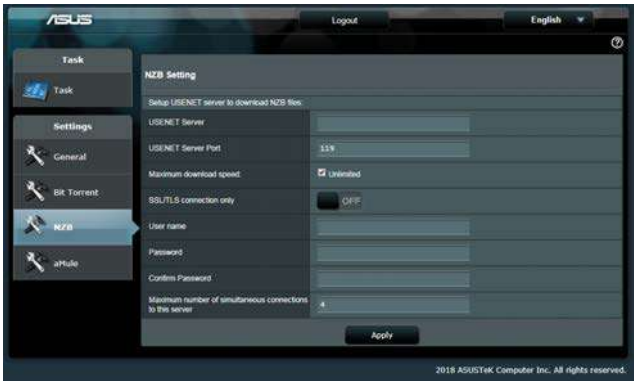 ASUS
Logout
English
Task
Task
Settings
General
Bit Torrent
NZB
aMule
NZB Setting
Setup USENET server to download NZB files:
USENET Server
USENET Server Port
119
Maximum download speed:
Unlimited
SSL/TLS connection only
OFF
User name
Password
Confirm Password
Maximum number of simultaneous connections
to this server
4
Apply
2018 ASUSTeK Computer Inc. All rights reserved.